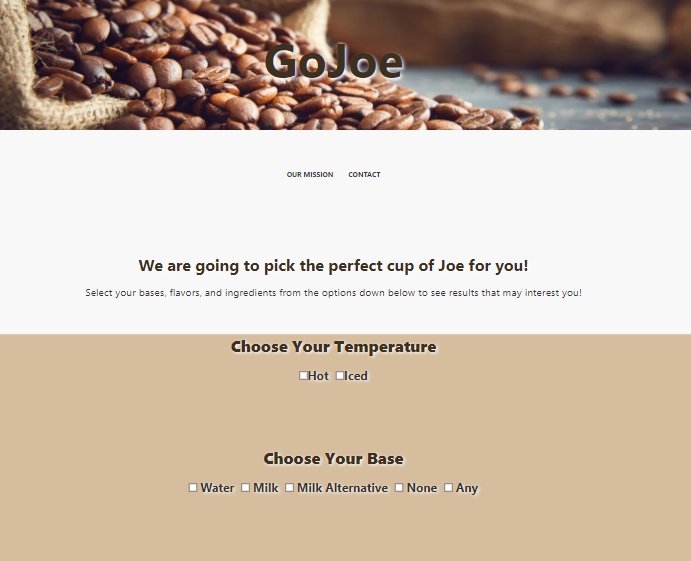 GoJoe
OUR MISSION CONTACT
We are going to pick the perfect cup of Joe for you!
Select your bases, flavors, and ingredients from the options down below to see results that may interest you!
Choose Your Temperature
Hot Iced
Choose Your Base
Water Milk Milk Alternative None Any